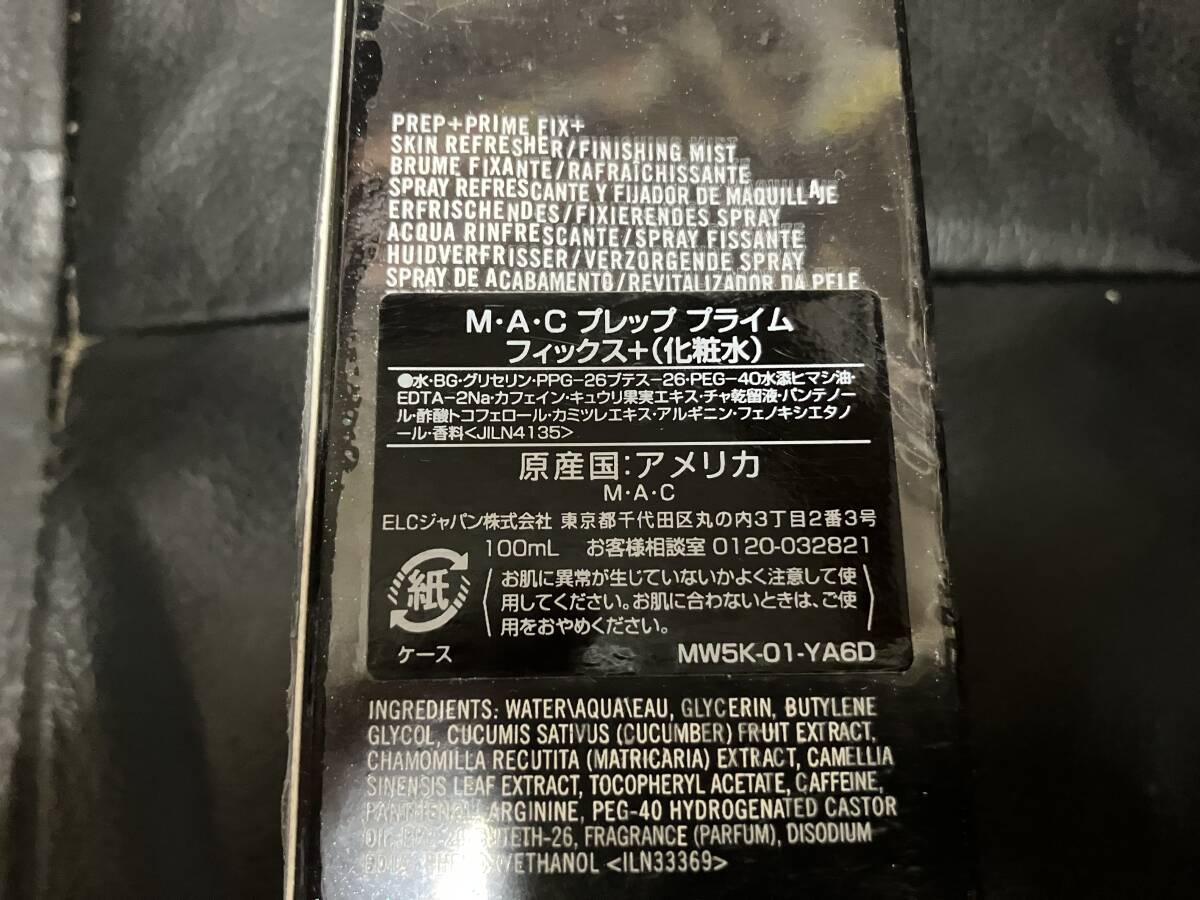 PREP+PRIME FIX+
SKIN REFRESHER/FINISHING MIST
BRUME FIXANTE/RAFRAÎCHISSANTE
SPRAY REFRESCANTE Y FIJADOR DE MAQUILLAJE
ERFRISCHENDES/FIXIERENDES SPRAY
ACQUA RINFRESCANTE/SPRAY FISSANTE
HUIDVERFRISSER/VERZORGENDE SPRAY
SPRAY DE ACABAMENTO/REVITALIZADOR DA PELE
M・A・C プレップ プライム
フィックス+(化粧水)
●水・BG・グリセリン・PPG-26ブテス-26・PEG-40水添ヒマシ油・
EDTA-2Na・カフェイン・キュウリ果実エキス・チャ乾留液・パンテノー
ル・酢酸トコフェロール・カミツレエキス・アルギニン・フェノキシエタノ
ール・香料<JILN4135>
原産国:アメリカ
M・A・C
ELCジャパン株式会社 東京都千代田区丸の内3丁目2番3号
100mL お客様相談室 0120-032821
紙
お肌に異常が生じていないかよく注意して使
用してください。お肌に合わないときは、ご使
用をおやめください。
ケース MW5K-01-YA6D
INGREDIENTS: WATER\AQUA\EAU, GLYCERIN, BUTYLENE
GLYCOL, CUCUMIS SATIVUS (CUCUMBER) FRUIT EXTRACT,
CHAMOMILLA RECUTITA (MATRICARIA) EXTRACT, CAMELLIA
SINENSIS LEAF EXTRACT, TOCOPHERYL ACETATE, CAFFEINE,
PANTHENOL, ARGININE, PEG-40 HYDROGENATED CASTOR
FRAGRANCE (PARFUM), DISODIUM
<ILN33369>